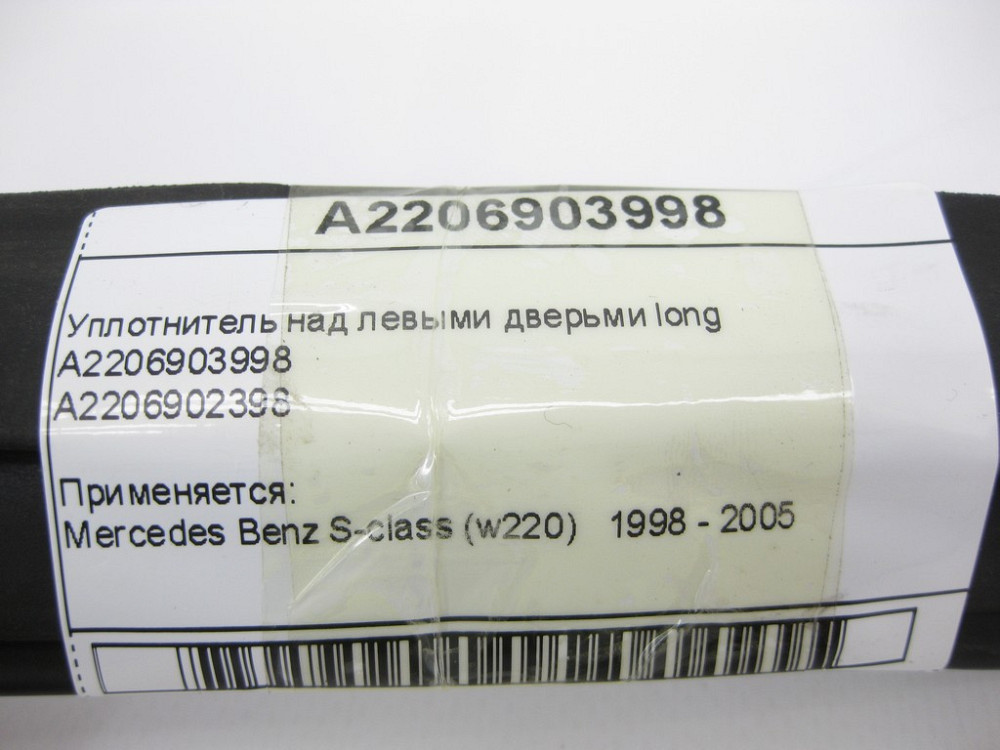 A2206903998
Уплотнитель над левыми дверьми long
A2206903998
A2206902398
Применяется:
Mercedes Benz S-class (w220) 1998 - 2005